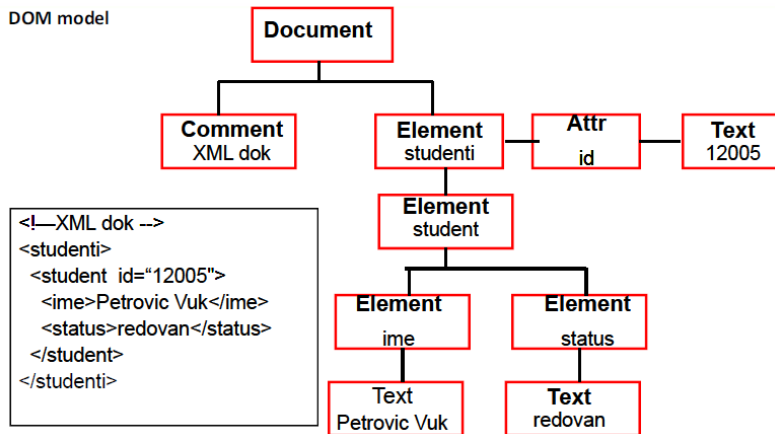 DOM model
Document
Comment
XML dok
Element
studenti
Attr
id
Text
12005
Element
student
<!—XML dok -->
<studenti>
<student id=“12005">
<ime>Petrovic Vuk</ime>
<status>redovan</status>
</student>
</studenti>
Element
ime
Element
status
Text
Petrovic Vuk
Text
redovan